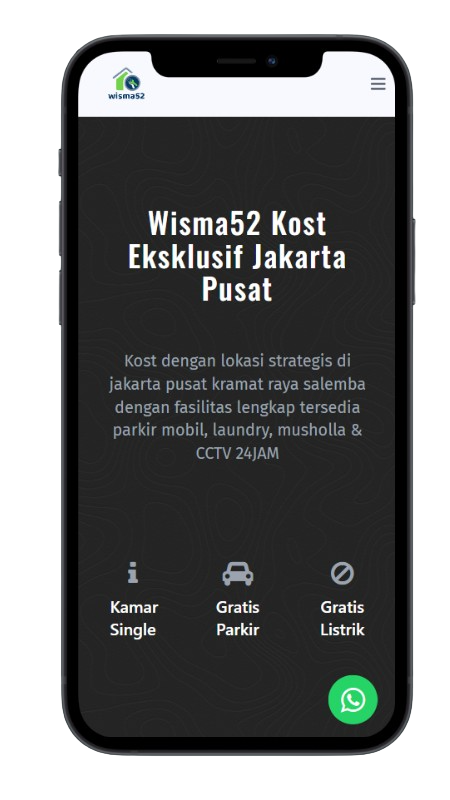 wisma52
Wisma52 Kost
Eksklusif Jakarta
Pusat
Kost dengan lokasi strategis di
jakarta pusat kramat raya salemba
dengan fasilitas lengkap tersedia
parkir mobil, laundry, musholla &
CCTV 24JAM
Kamar
Single
Gratis
Parkir
Gratis
Listrik